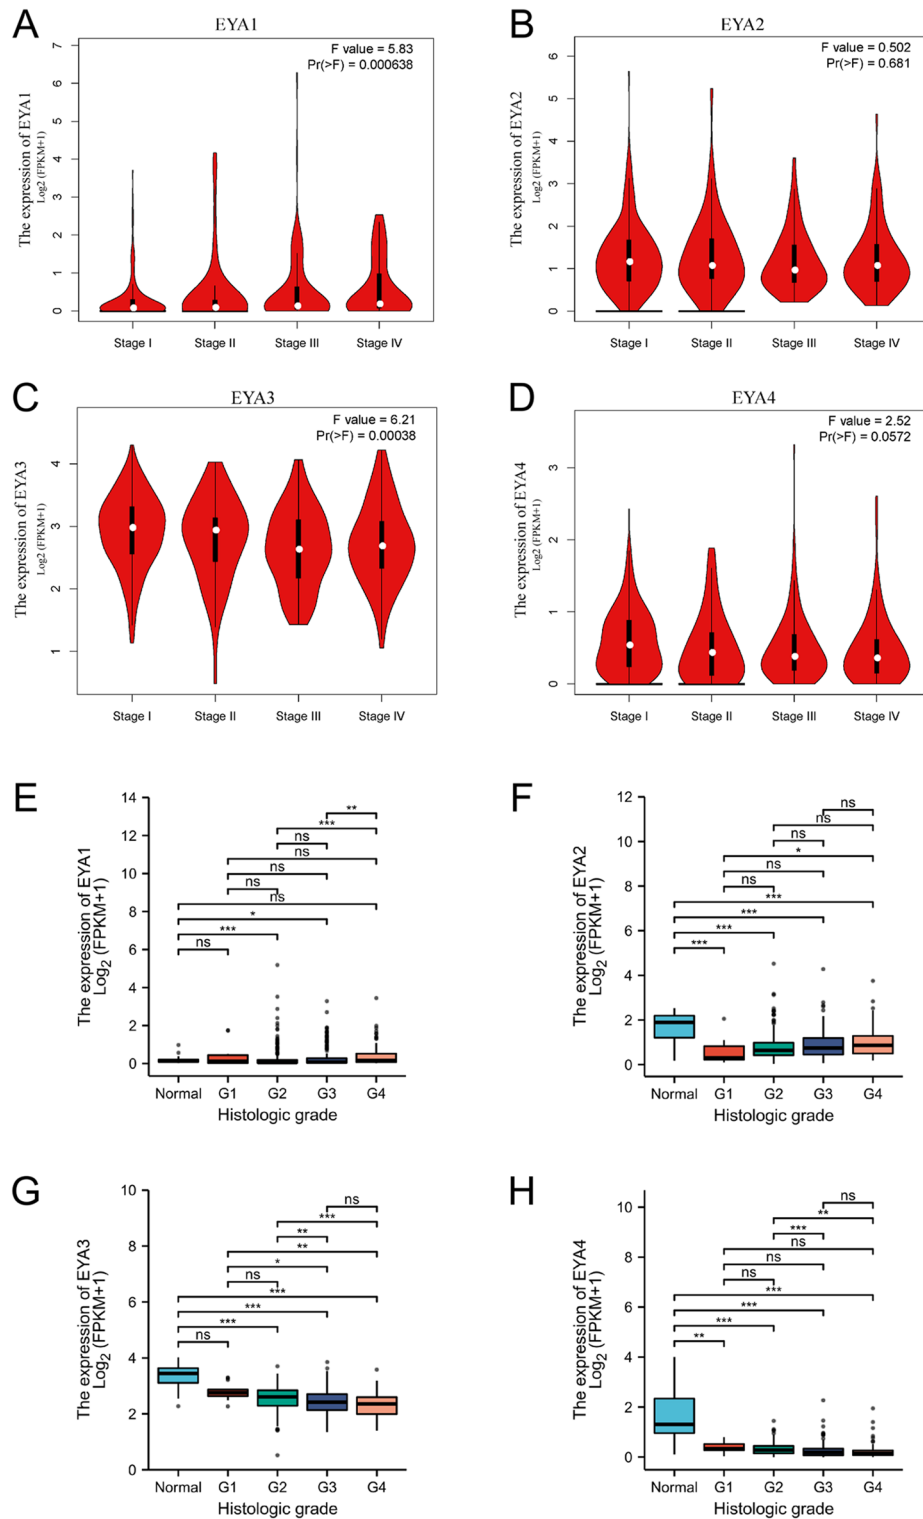 A
EYA1
F value = 5.83
Pr(>F) = 0.000638
The expression of EYA1
Log2 (FPKM+1)
7
6
5
4
3
2
1
0
Stage I Stage II Stage III Stage IV
B
EYA2
F value = 0.502
Pr(>F) = 0.681
The expression of EYA2
Log2 (FPKM+1)
6
5
4
3
2
1
0
Stage I Stage II Stage III Stage IV
C
EYA3
F value = 6.21
Pr(>F) = 0.00038
The expression of EYA3
Log2 (FPKM+1)
4
3
2
1
Stage I Stage II Stage III Stage IV
D
EYA4
F value = 2.52
Pr(>F) = 0.0572
The expression of EYA4
Log2 (FPKM+1)
3
2
1
0
Stage I Stage II Stage III Stage IV
E
The expression of EYA1
Log₂ (FPKM+1)
14
12
10
8
6
4
2
0
**
***
ns
ns
ns
ns
ns
*
***
ns
Normal G1 G2 G3 G4
Histologic grade
F
The expression of EYA2
Log₂ (FPKM+1)
12
10
8
6
4
2
0
ns
ns
ns
*
ns
ns
***
***
***
***
Normal G1 G2 G3 G4
Histologic grade
G
The expression of EYA3
Log₂ (FPKM+1)
10
8
6
4
2
0
ns
***
**
**
*
ns
***
***
***
ns
Normal G1 G2 G3 G4
Histologic grade
H
The expression of EYA4
Log₂ (FPKM+1)
10
8
6
4
2
0
ns
**
***
ns
ns
ns
***
***
***
**
Normal G1 G2 G3 G4
Histologic grade